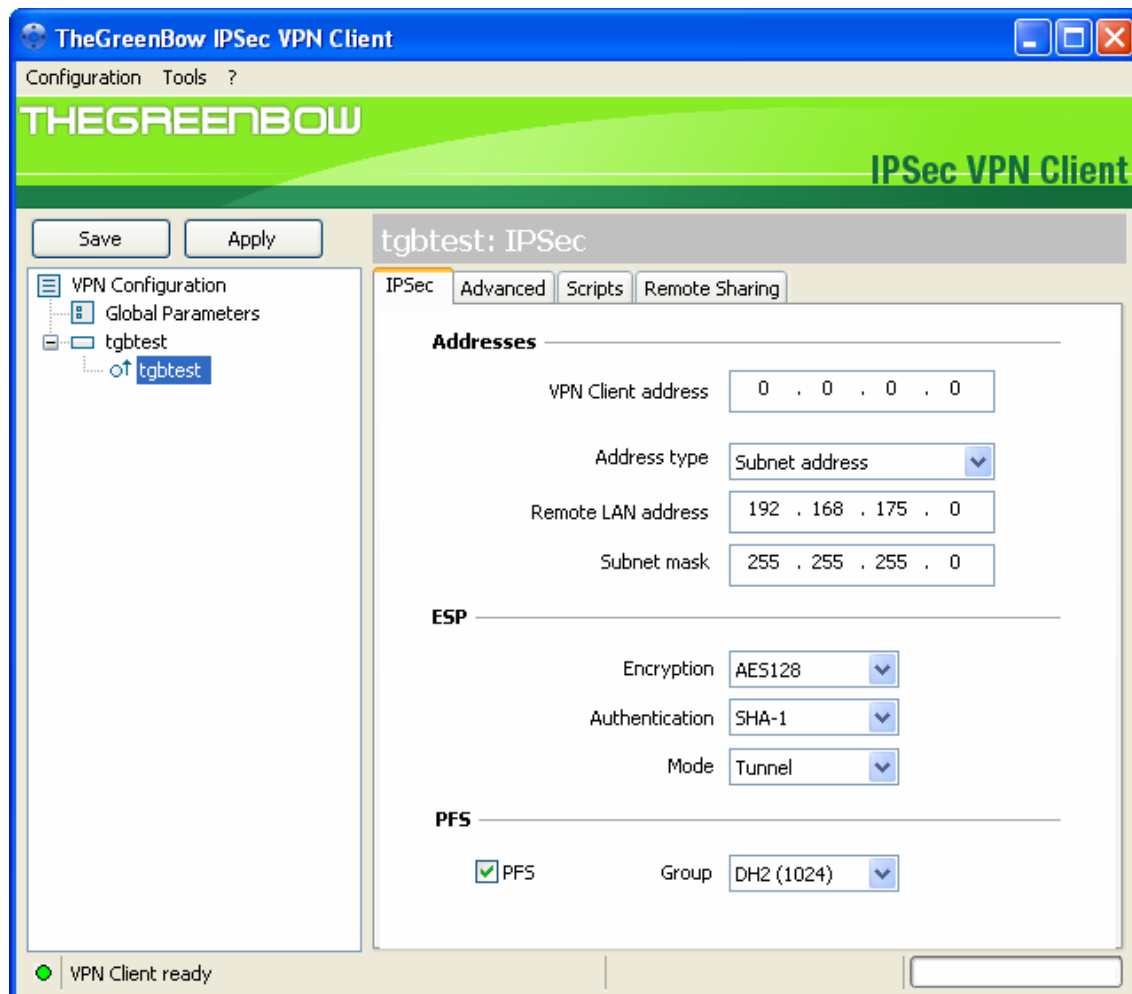 TheGreenBow IPSec VPN Client
Configuration Tools ?
THEGREENBOW
IPSec VPN Client
Save Apply
tgbtest: IPSec
VPN Configuration
Global Parameters
tgbtest
tgbtest
IPSec Advanced Scripts Remote Sharing
Addresses
VPN Client address 0 . 0 . 0 . 0
Address type Subnet address
Remote LAN address 192 . 168 . 175 . 0
Subnet mask 255 . 255 . 255 . 0
ESP
Encryption AES128
Authentication SHA-1
Mode Tunnel
PFS
PFS Group DH2 (1024)
VPN Client ready